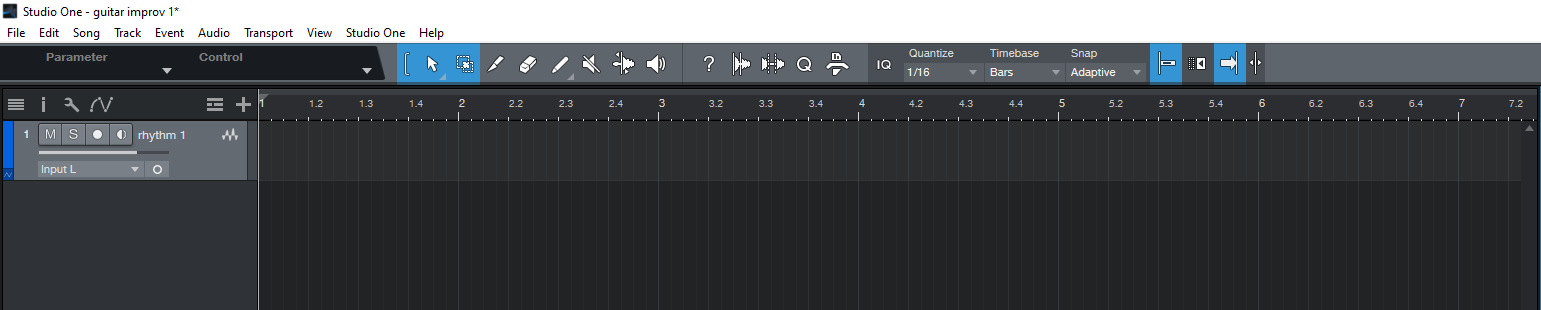 Studio One - guitar improv 1*
File Edit Song Track Event Audio Transport View Studio One Help
Parameter Control
? Q IQ
Quantize Timebase Snap
1/16 Bars Adaptive
i
1 1.2 1.3 1.4 2 2.2 2.3 2.4 3 3.2 3.3 3.4 4 4.2 4.3 4.4 5 5.2 5.3 5.4 6 6.2 6.3 6.4 7 7.2
1 M S rhythm 1
Input L